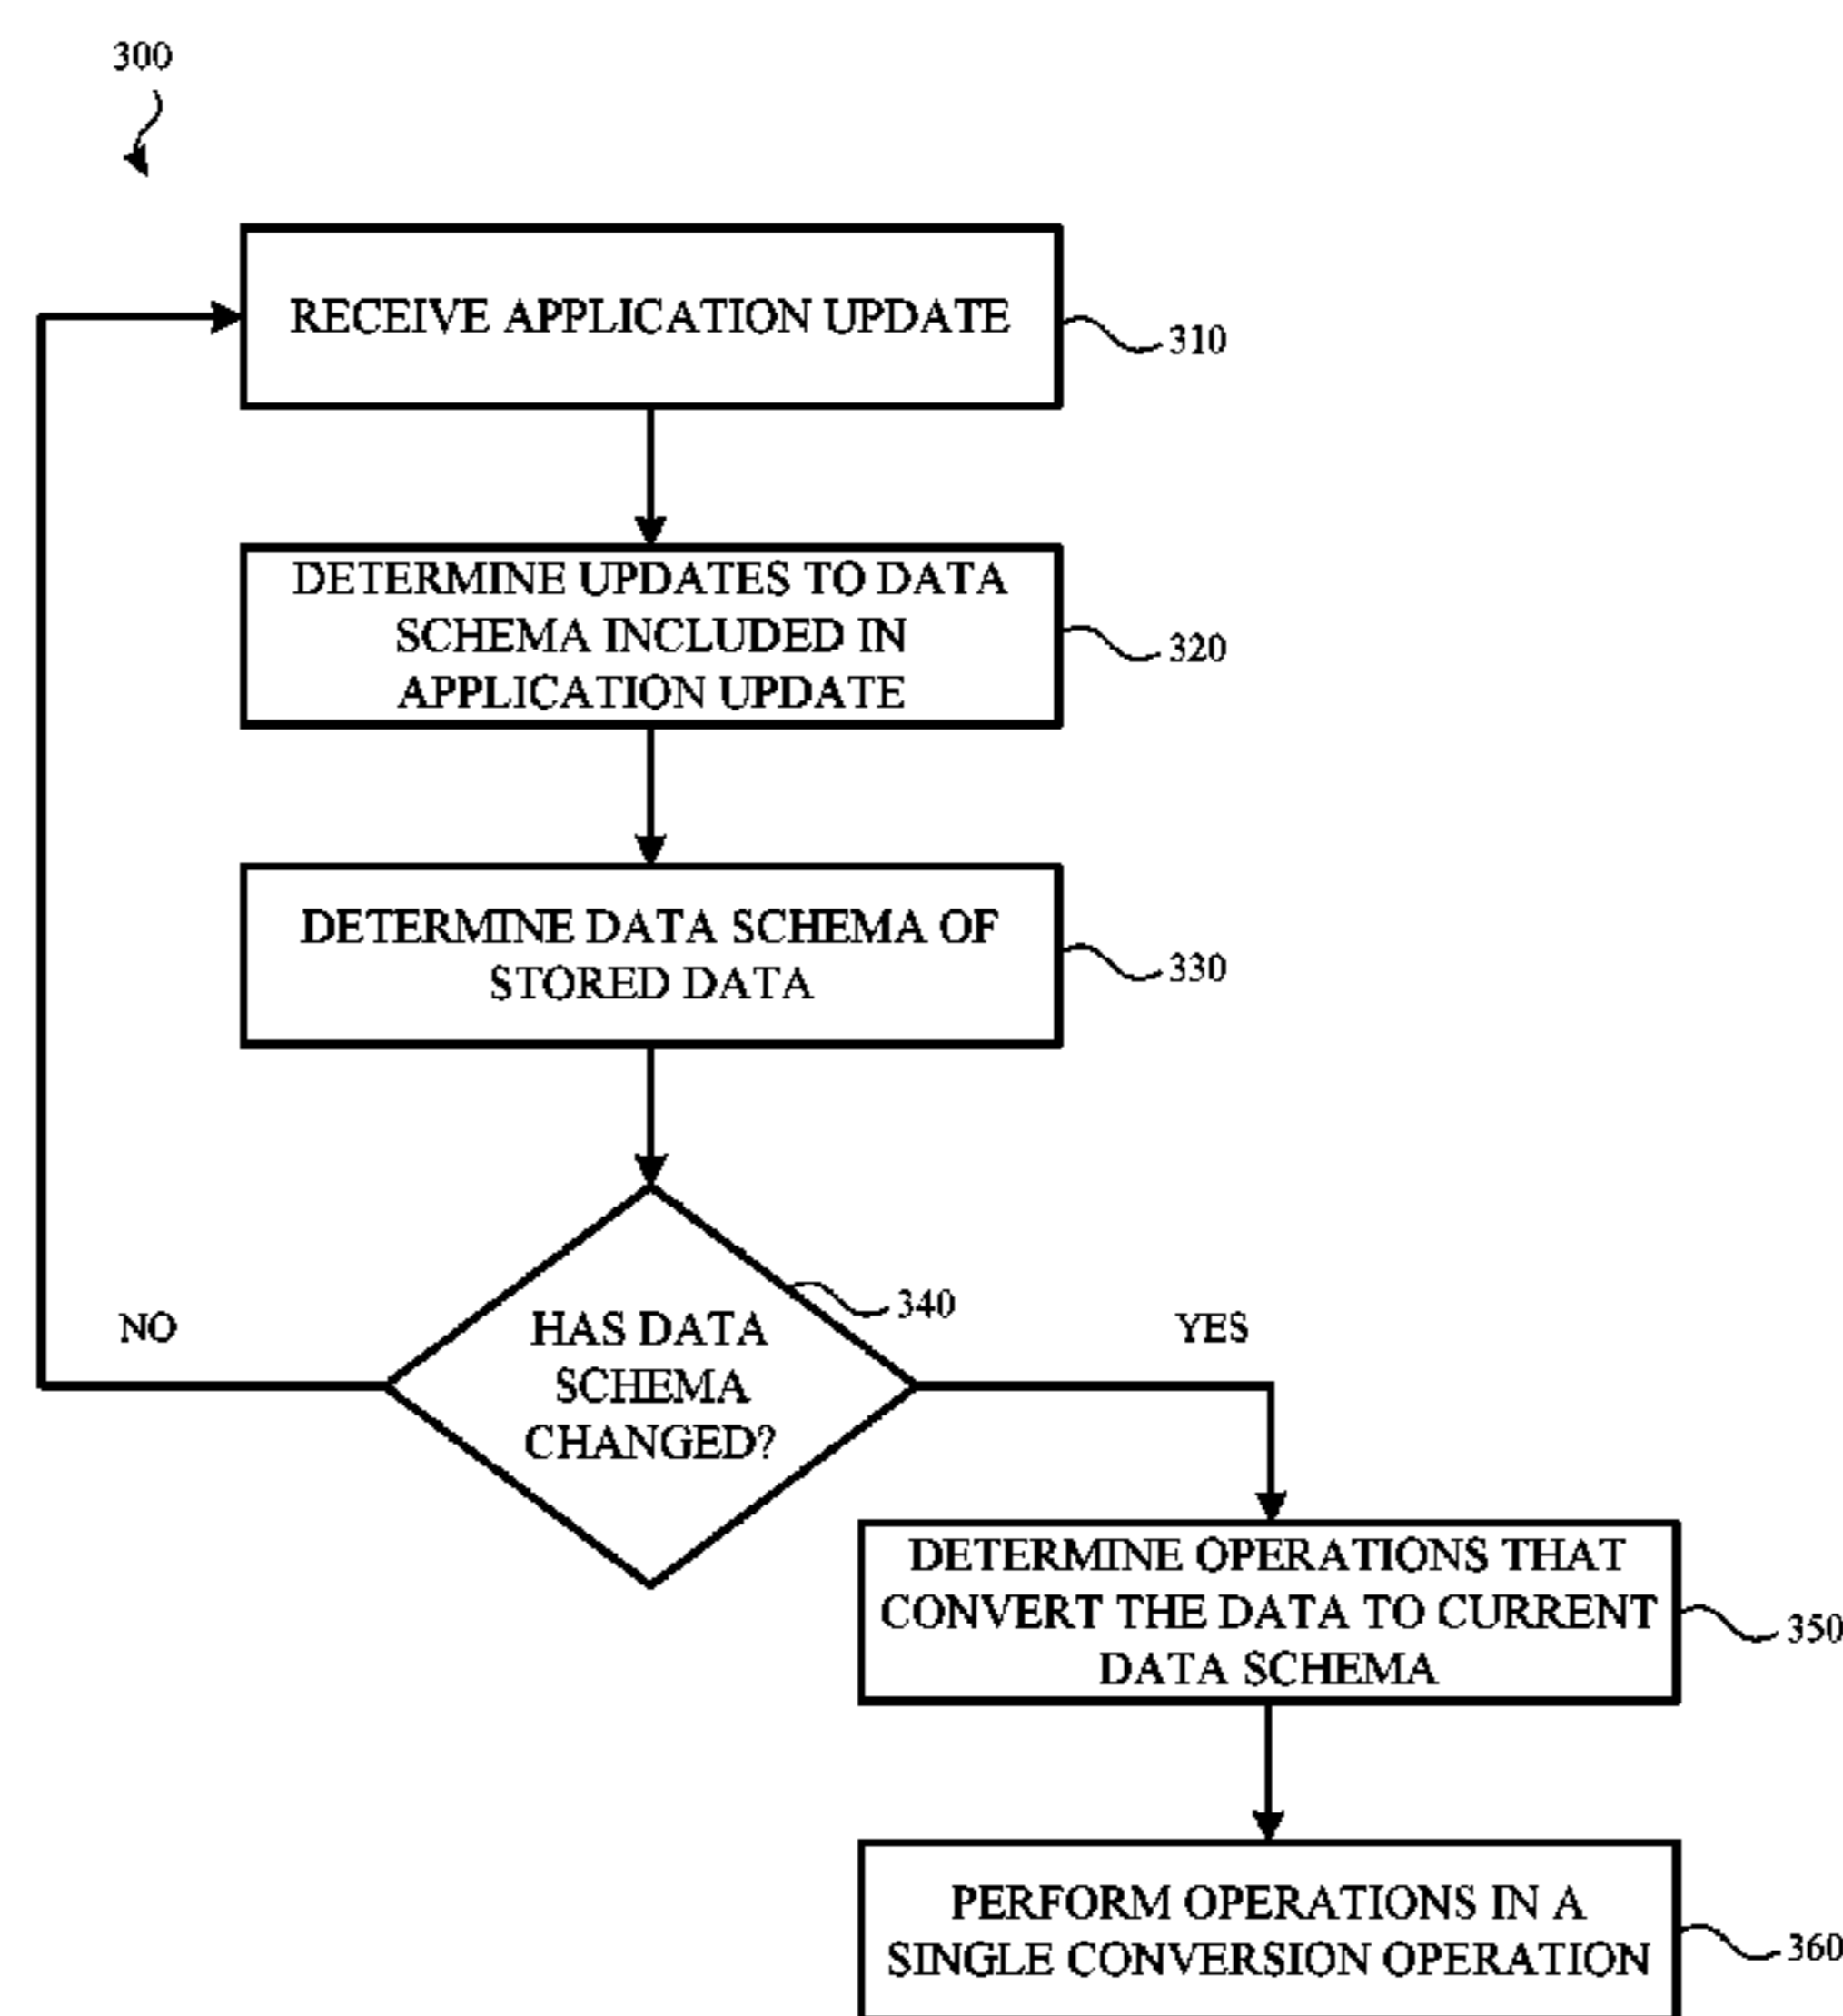 300
RECEIVE APPLICATION UPDATE
310
DETERMINE UPDATES TO DATA
SCHEMA INCLUDED IN
APPLICATION UPDATE
320
DETERMINE DATA SCHEMA OF
STORED DATA
330
HAS DATA
SCHEMA
CHANGED?
340
NO
YES
DETERMINE OPERATIONS THAT
CONVERT THE DATA TO CURRENT
DATA SCHEMA
350
PERFORM OPERATIONS IN A
SINGLE CONVERSION OPERATION
360